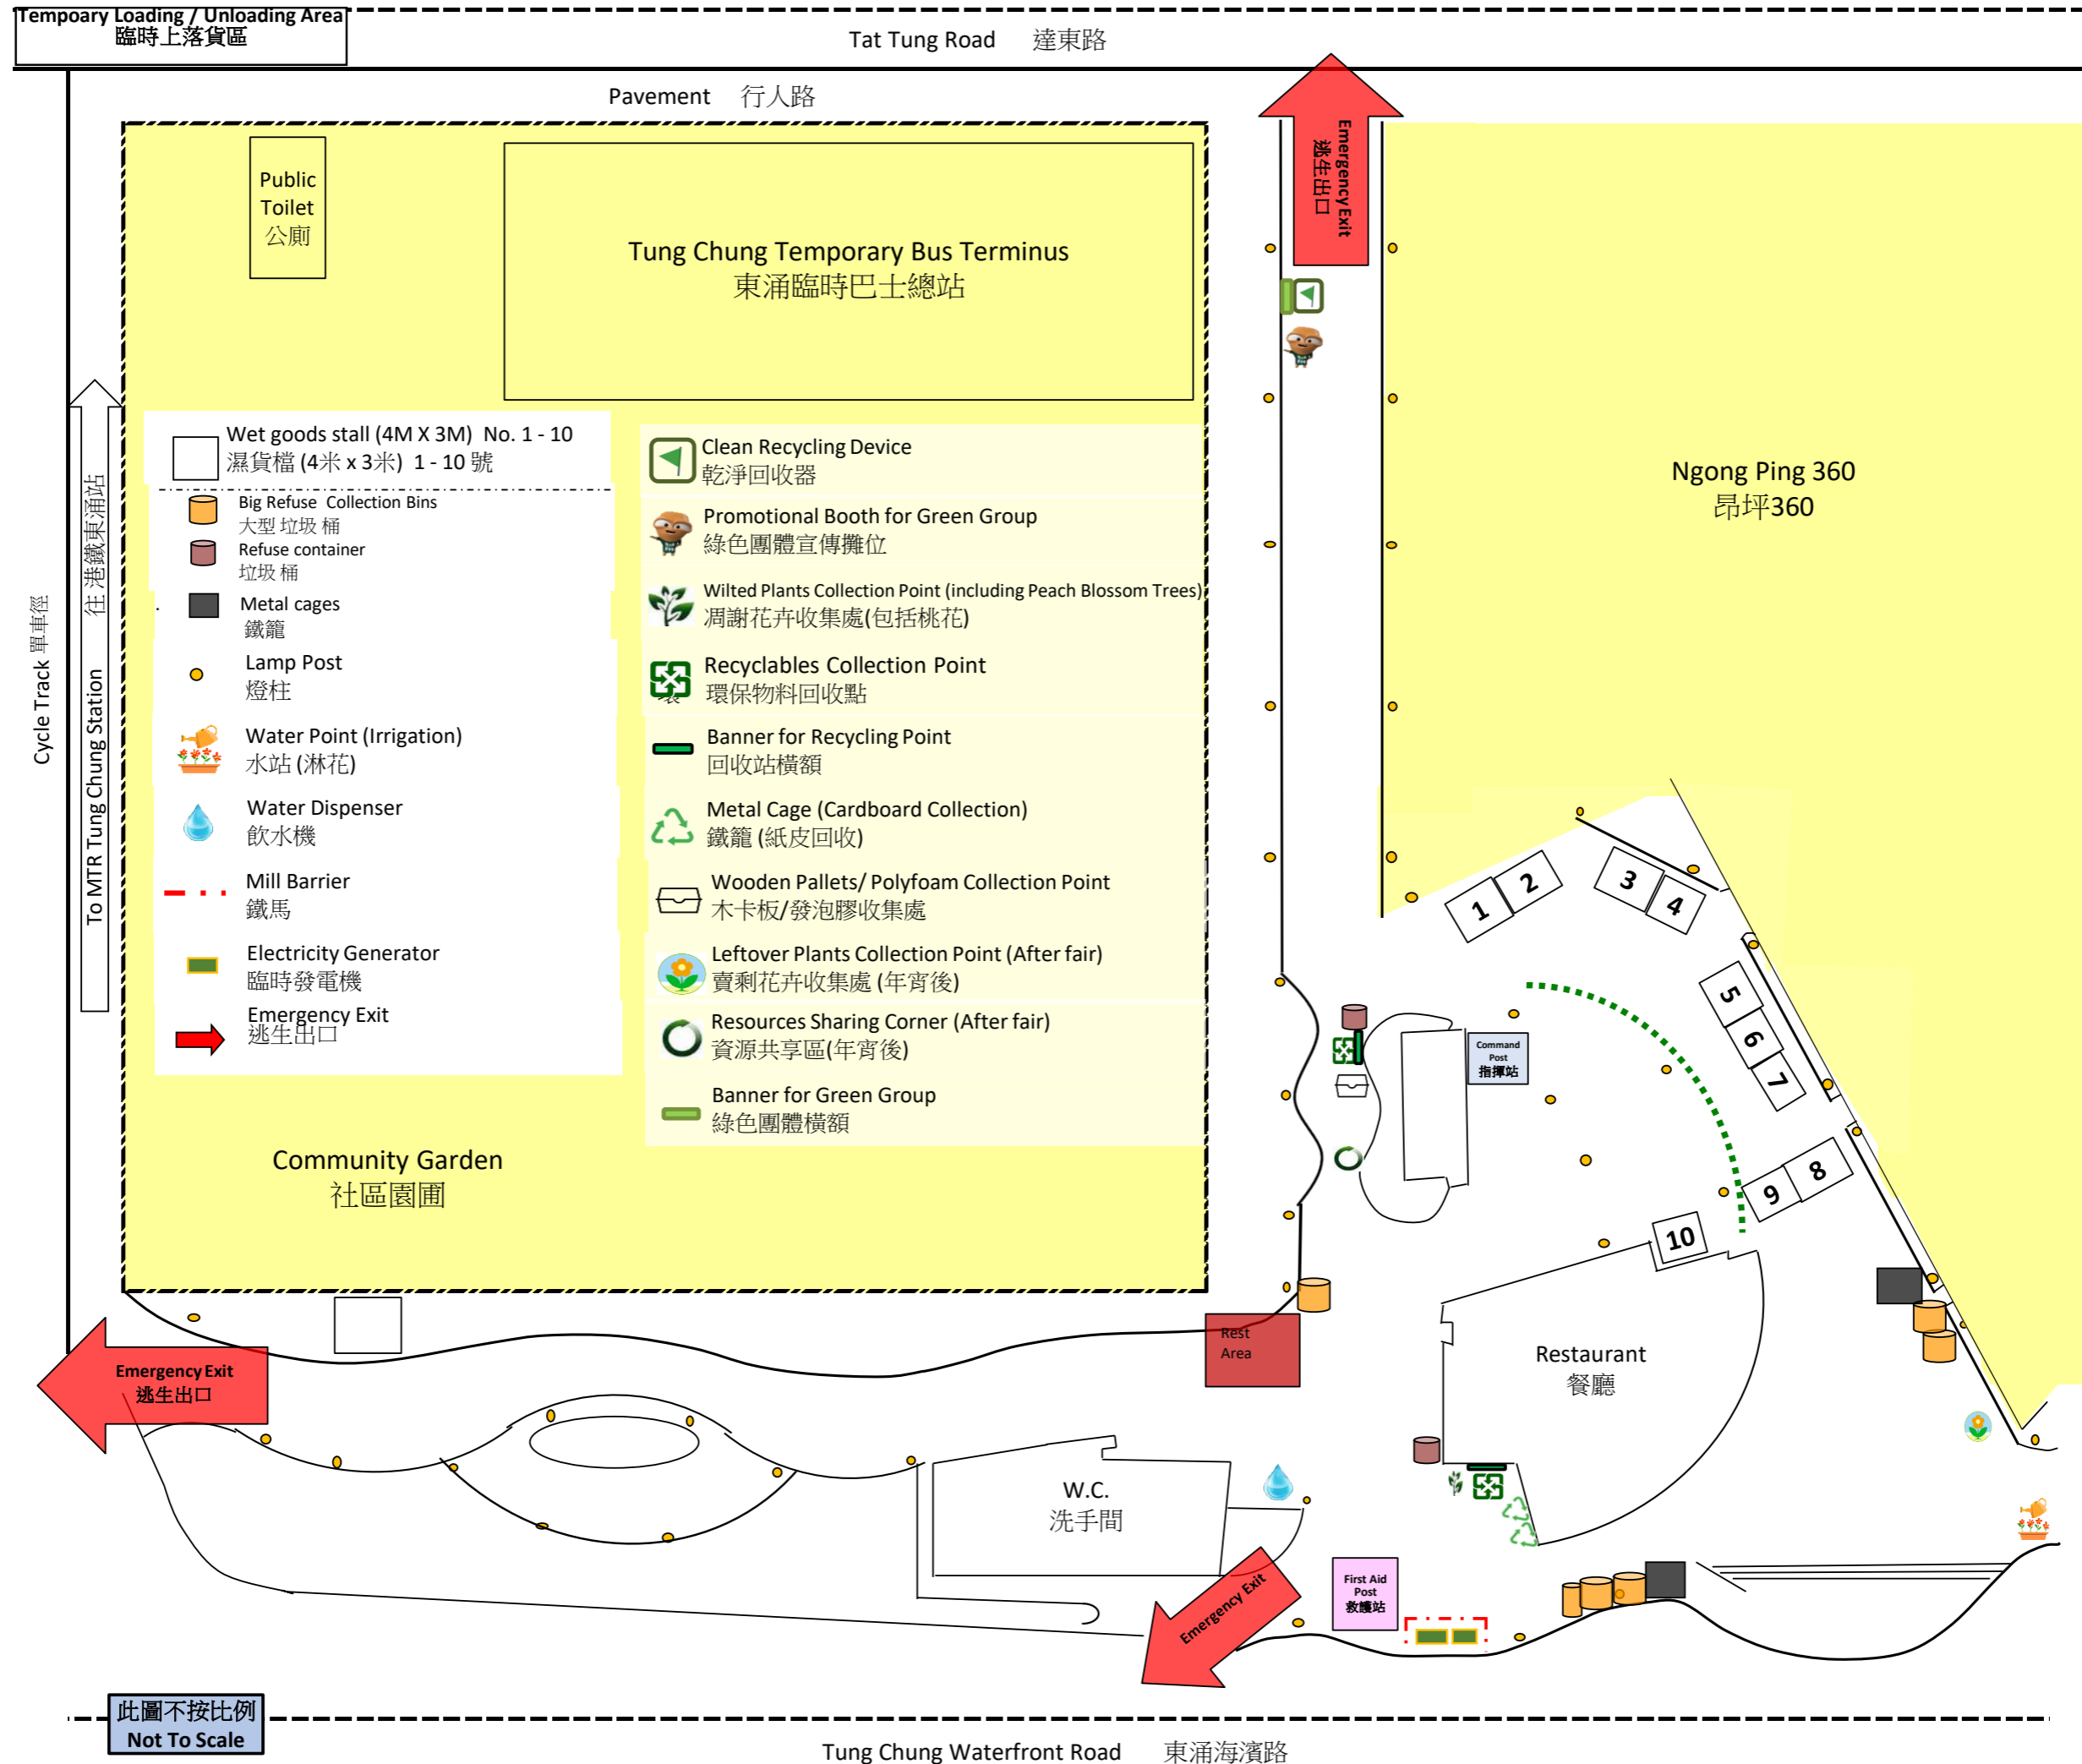 Tempoary Loading / Unloading Area
臨時上落貨區
Tat Tung Road 達東路
Pavement 行人路
Emergency Exit
逃生出口
Public
Toilet
公廁
Tung Chung Temporary Bus Terminus
東涌臨時巴士總站
Ngong Ping 360
昂坪360
Cycle Track 單車徑
To MTR Tung Chung Station 往 港鐵東涌站
Wet goods stall (4M X 3M) No. 1 - 10
濕貨檔 (4米 x 3米) 1 - 10 號
Big Refuse Collection Bins
大型 垃圾 桶
Refuse container
垃圾 桶
Metal cages
鐵籠
Lamp Post
燈柱
Water Point (Irrigation)
水站 (淋花)
Water Dispenser
飲水機
Mill Barrier
鐵馬
Electricity Generator
臨時發電機
Emergency Exit
逃生出口
Clean Recycling Device
乾淨回收器
Promotional Booth for Green Group
綠色團體宣傳攤位
Wilted Plants Collection Point (including Peach Blossom Trees)
凋謝花卉收集處(包括桃花)
Recyclables Collection Point
環保物料回收點
Banner for Recycling Point
回收站橫額
Metal Cage (Cardboard Collection)
鐵籠 (紙皮回收)
Wooden Pallets/ Polyfoam Collection Point
木卡板/發泡膠收集處
Leftover Plants Collection Point (After fair)
賣剩花卉收集處 (年宵後)
Resources Sharing Corner (After fair)
資源共享區(年宵後)
Banner for Green Group
綠色團體橫額
Community Garden
社區園圃
1
2
3
4
5
6
7
8
9
10
Command
Post
指揮站
Rest
Area
Restaurant
餐廳
Emergency Exit
逃生出口
W.C.
洗手間
Emergency Exit
First Aid
Post
救護站
此圖不按比例
Not To Scale
Tung Chung Waterfront Road 東涌海濱路